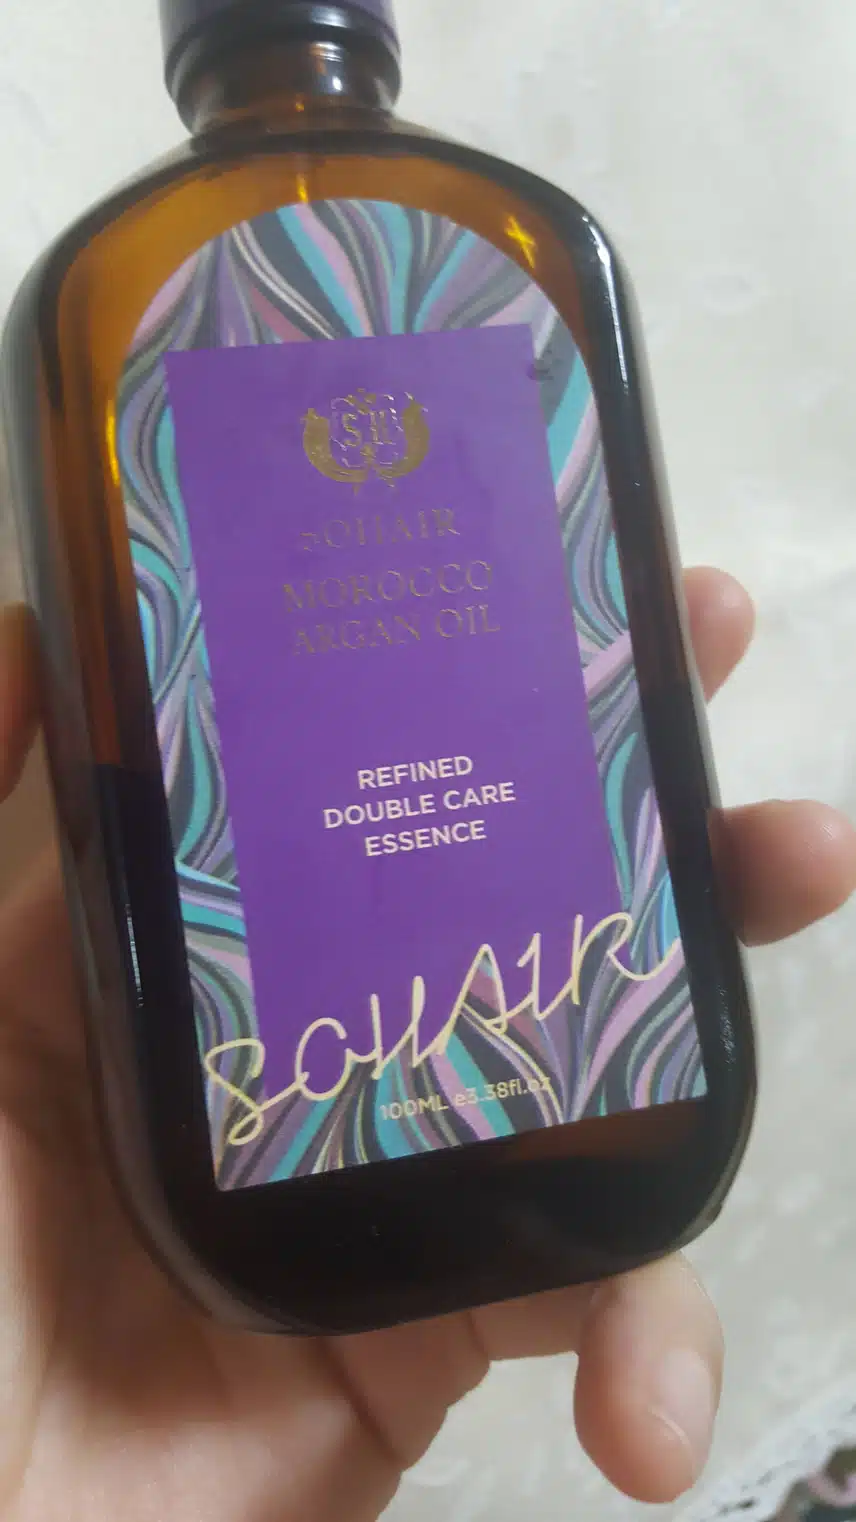 S.H
SOHAIR
MOROCCO
ARGAN OIL
REFINED
DOUBLE CARE
ESSENCE
SOHAIR
100ML e3.38fl.oz